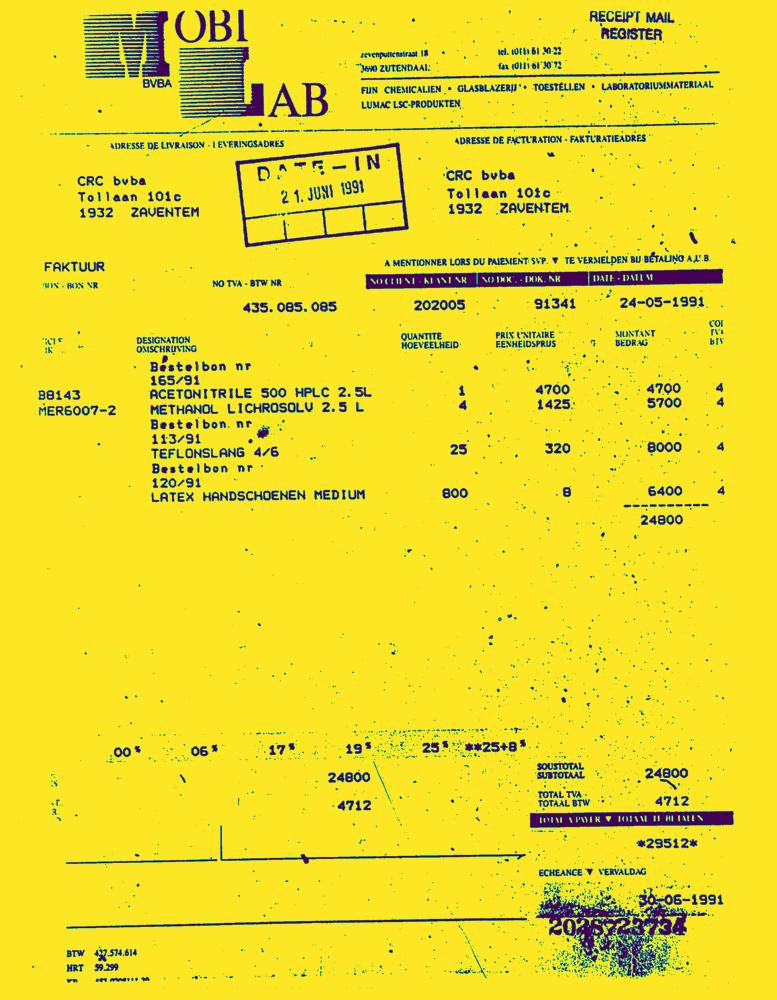 MOBI
LAB
BVBA
RECEIPT MAIL
REGISTER
zevenputtenstraat 18 tel. (011) 61 30 22
3690 ZUTENDAAL fax (011) 61 30 72
FIJN CHEMICALIEN • GLASBLAZERIJ • TOESTELLEN • LABORATORIUMMATERIAAL
LUMAC LSC-PRODUKTEN
ADRESSE DE LIVRAISON - LEVERINGSADRES ADRESSE DE FACTURATION - FAKTURATIEADRES
CRC bvba
Tollaan 101c
1932 ZAVENTEM
DATE-IN
21. JUNI 1991
CRC bvba
Tollaan 101c
1932 ZAVENTEM
FAKTUUR
A MENTIONNER LORS DU PAIEMENT SVP. ▼ TE VERMELDEN BIJ BETALING A.U.B.
BON - BON NR NO TVA - BTW NR NO CLIENT - KLANT NR NO DOC. - DOK. NR DATE - DATUM
435.085.085 202005 91341 24-05-1991
DESIGNATION QUANTITE PRIX UNITAIRE MONTANT
OMSCHRIJVING HOEVEELHEID EENHEIDSPRIJS BEDRAG
Bestelbon nr
165/91
B8143 ACETONITRILE 500 HPLC 2.5L 1 4700 4700 4
MER6007-2 METHANOL LICHROSOLV 2.5 L 4 1425 5700 4
Bestelbon nr
113/91
TEFLONSLANG 4/6 25 320 8000 4
Bestelbon nr
120/91
LATEX HANDSCHOENEN MEDIUM 800 8 6400 4
------------
24800
00% 06% 17% 19% 25% **25+8%
24800
4712
SOUSTOTAL
SUBTOTAAL 24800
TOTAL TVA
TOTAAL BTW 4712
TOTAL A PAYER ▼ TOTAAL TE BETALEN
*29512*
ECHEANCE ▼ VERVALDAG
30-06-1991
2028723734
BTW 427.574.614
HRT 59.299